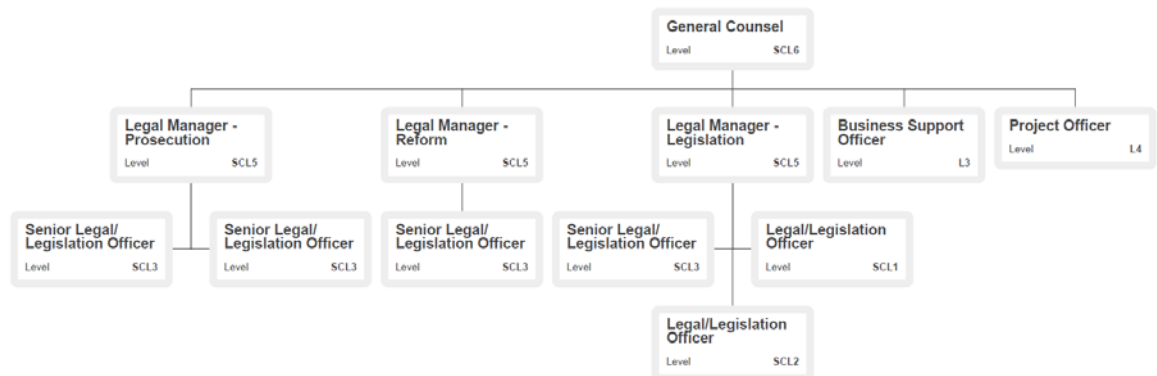 General Counsel
Level SCL6
Legal Manager -
Prosecution
Level SCL5
Legal Manager -
Reform
Level SCL5
Legal Manager -
Legislation
Level SCL5
Business Support
Officer
Level L3
Project Officer
Level L4
Senior Legal/
Legislation Officer
Level SCL3
Senior Legal/
Legislation Officer
Level SCL3
Senior Legal/
Legislation Officer
Level SCL3
Senior Legal/
Legislation Officer
Level SCL3
Legal/Legislation
Officer
Level SCL1
Legal/Legislation
Officer
Level SCL2